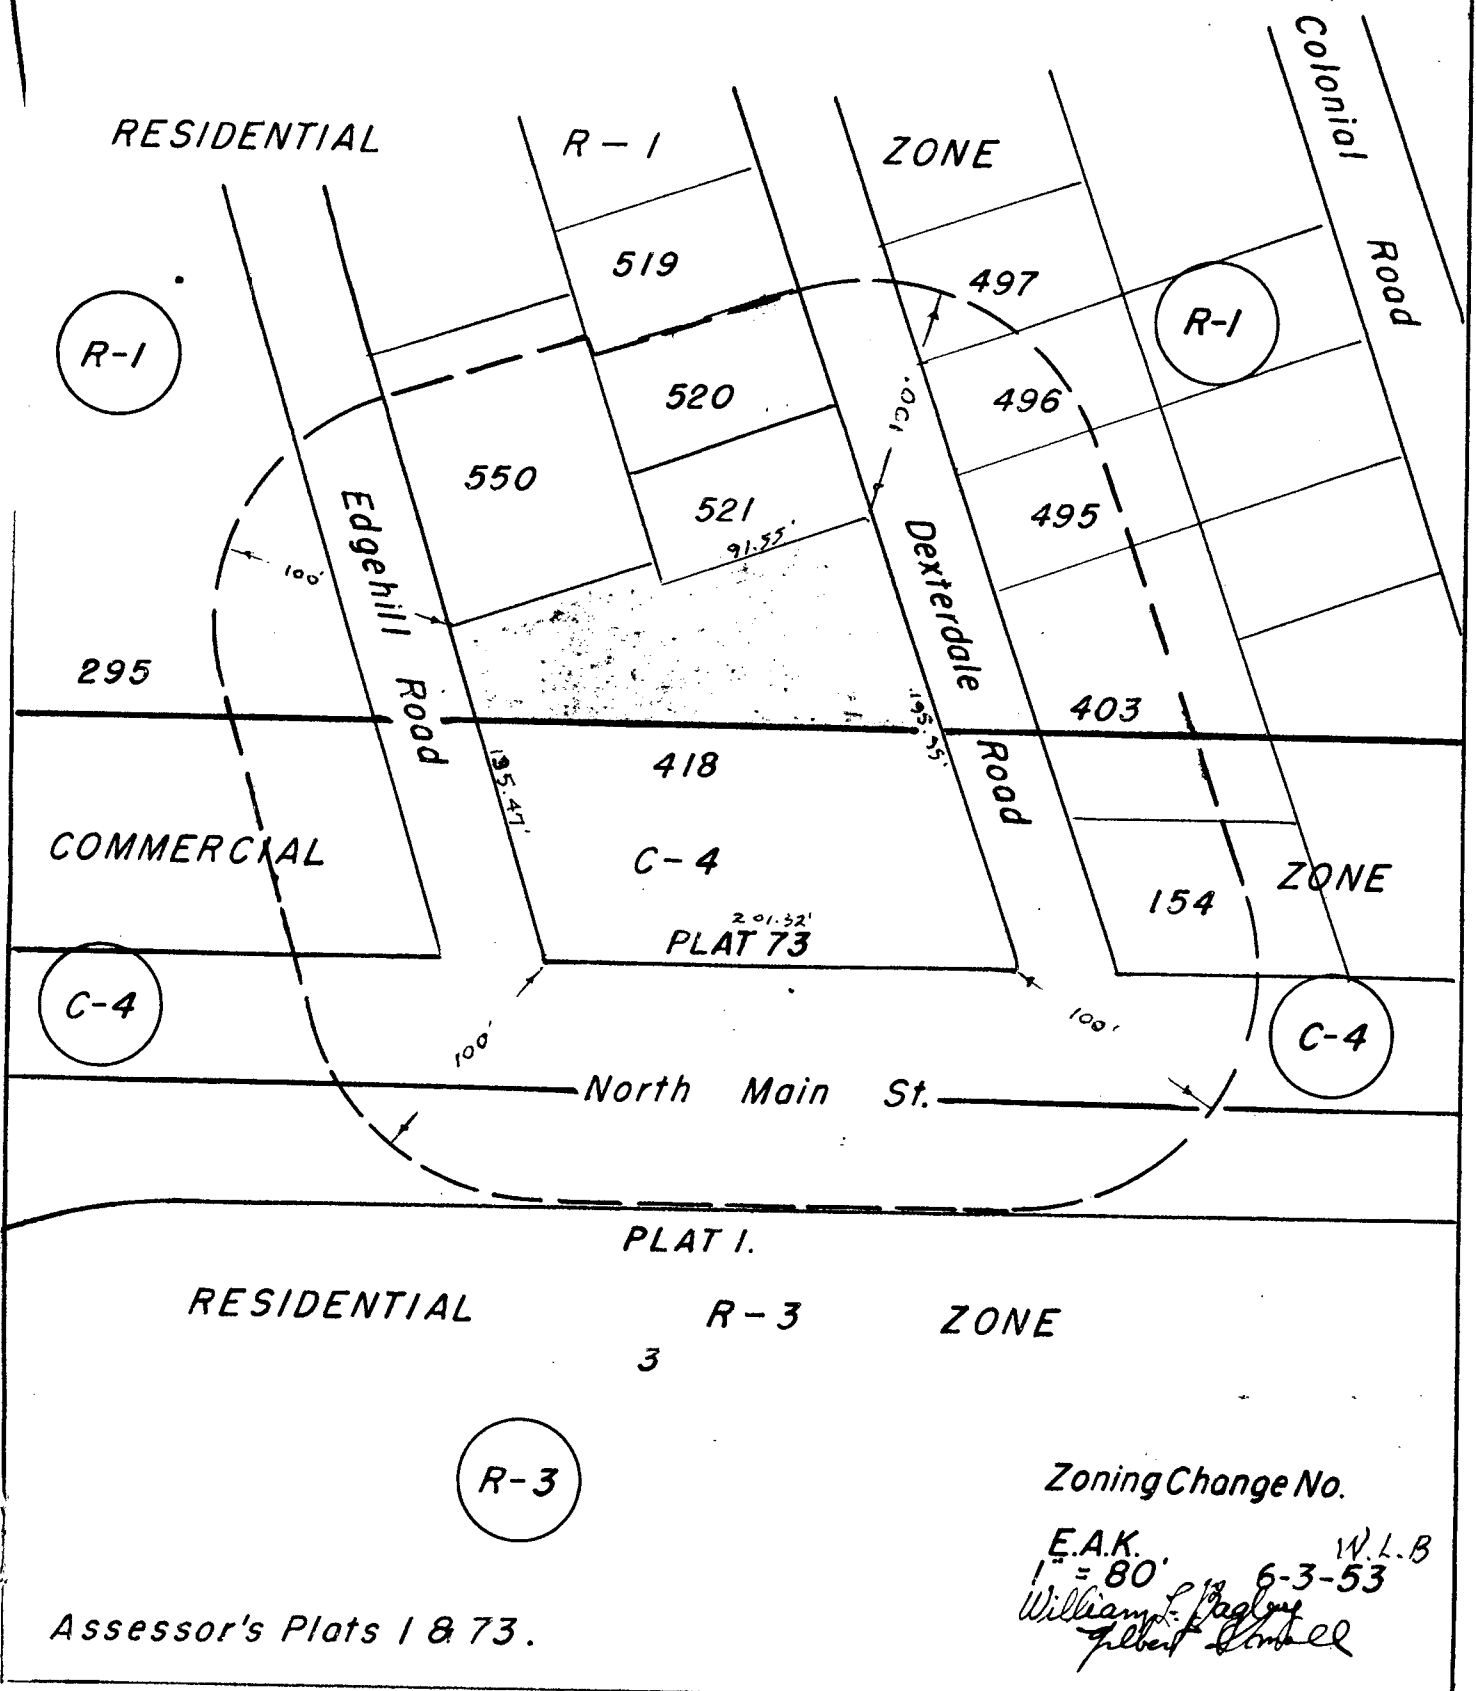 Colonial Road
RESIDENTIAL R-1 ZONE
519
497
R-1
R-1
520
496
100'
550
521
495
91.55'
Edgehill Road
Dexterdale Road
100'
295
403
195.95'
418
195.47'
COMMERCIAL C-4 ZONE
154
201.32'
PLAT 73
C-4
C-4
100'
100'
North Main St.
PLAT 1.
RESIDENTIAL R-3 ZONE
3
R-3
Zoning Change No.
E.A.K. W.L.B
1" = 80' 6-3-53
William L. Bagley
Gilbert
Assessor's Plats 1 & 73.